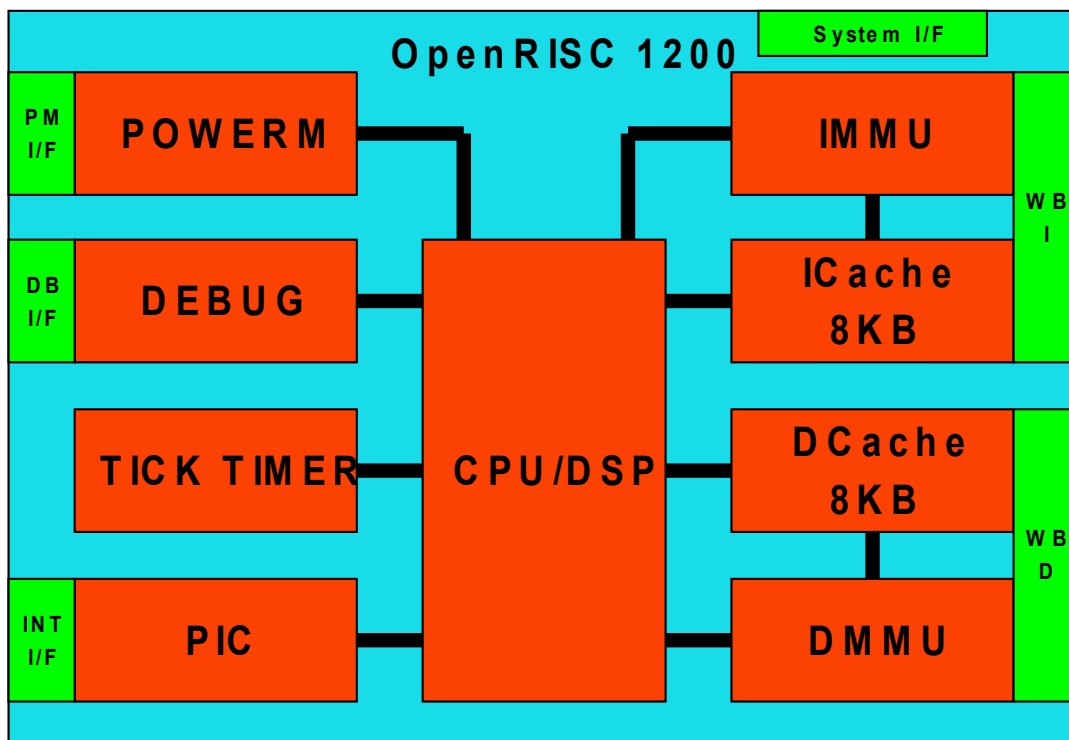 System I/F
OpenRISC 1200
PM
I/F
POWERM
IMMU
WB
I
DB
I/F
DEBUG
ICache
8KB
TICK TIMER
CPU/DSP
DCache
8KB
WB
D
INT
I/F
PIC
DMMU